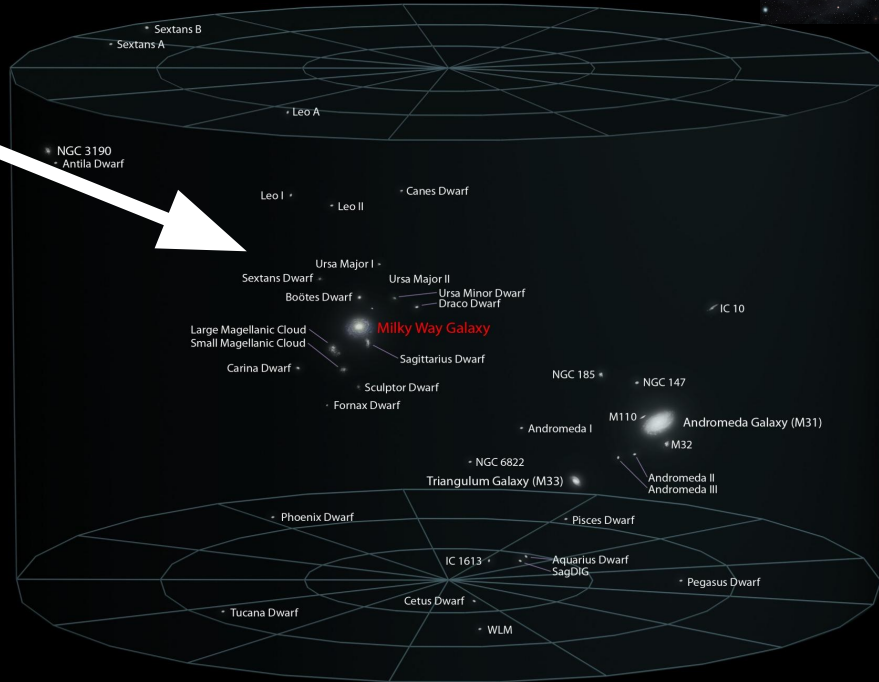 Sextans B
Sextans A
Leo A
NGC 3190
Antila Dwarf
Canes Dwarf
Leo I
Leo II
Ursa Major I
Sextans Dwarf
Ursa Major II
Boötes Dwarf
Ursa Minor Dwarf
Draco Dwarf
IC 10
Milky Way Galaxy
Large Magellanic Cloud
Small Magellanic Cloud
Sagittarius Dwarf
Carina Dwarf
NGC 185
NGC 147
Sculptor Dwarf
Fornax Dwarf
M110
Andromeda Galaxy (M31)
Andromeda I
M32
NGC 6822
Triangulum Galaxy (M33)
Andromeda II
Andromeda III
Phoenix Dwarf
Pisces Dwarf
IC 1613
Aquarius Dwarf
SagDIG
Pegasus Dwarf
Cetus Dwarf
Tucana Dwarf
WLM